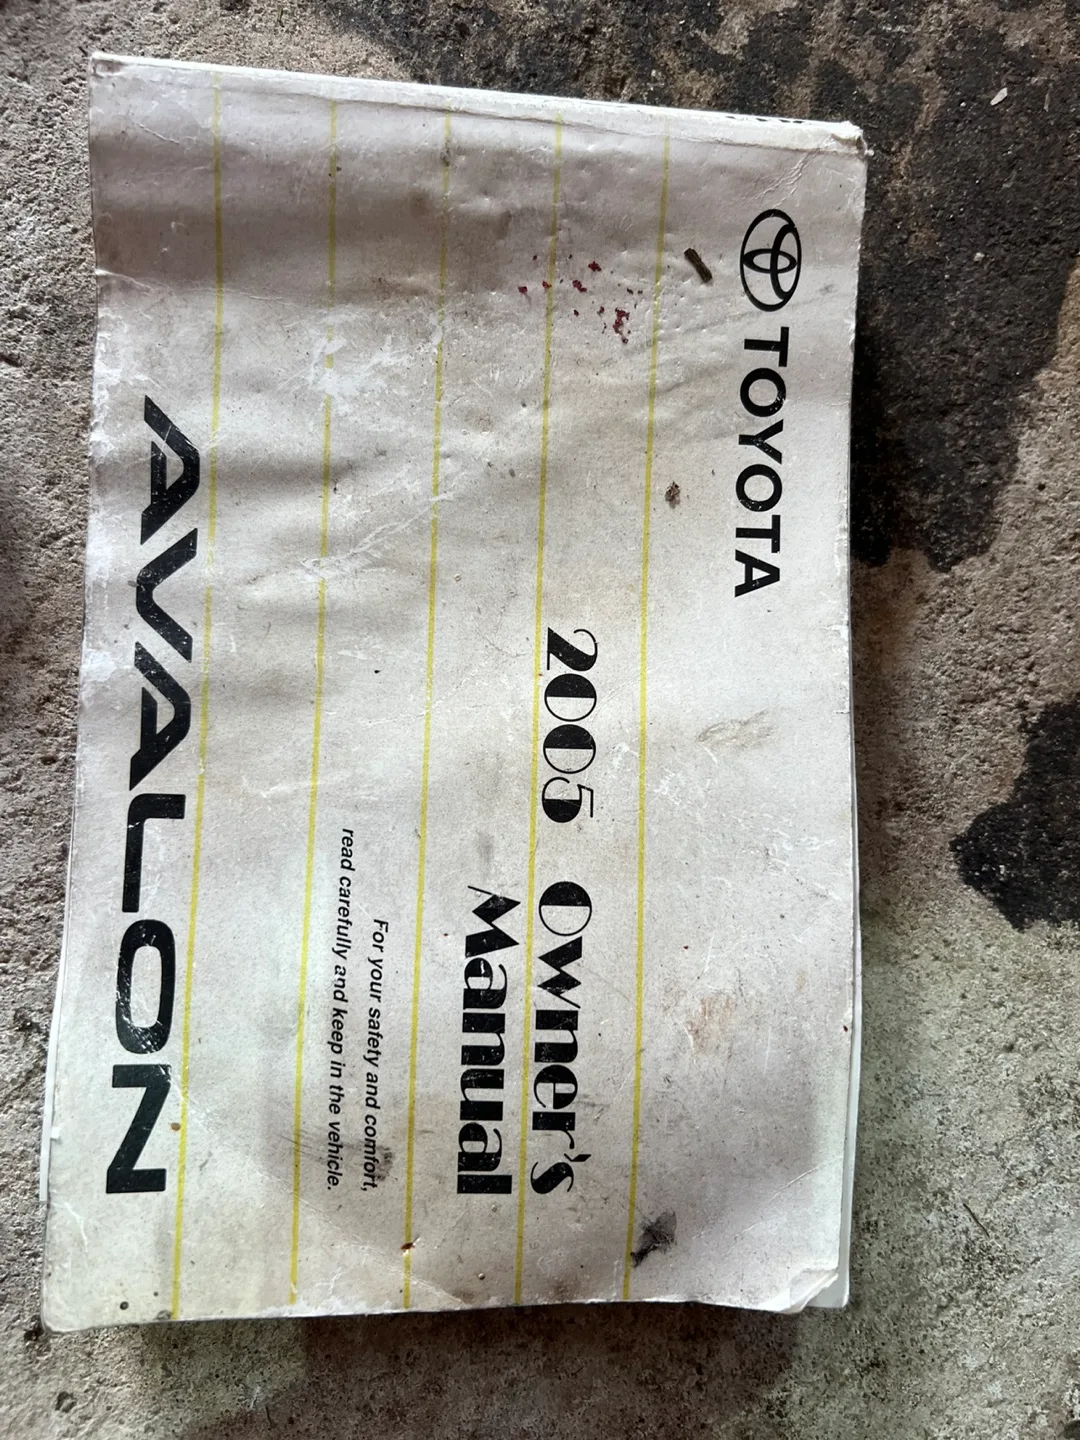 TOYOTA
2005 Owner's
Manual
For your safety and comfort,
read carefully and keep in the vehicle.
AVALON